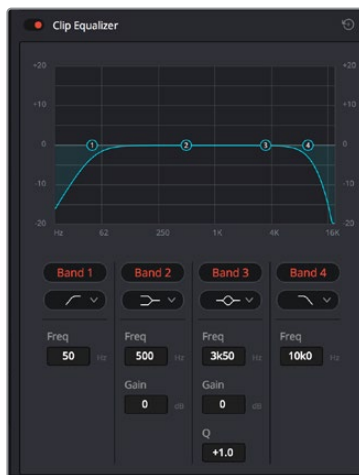 Clip Equalizer
+20 +20
+10 +10
0 0
-10 -10
-20 -20
Hz 62 250 1K 4K 16K
1 2 3 4
Band 1 Band 2 Band 3 Band 4
Freq Freq Freq Freq
50 Hz 500 Hz 3k50 Hz 10k0 Hz
Gain Gain
0 dB 0 dB
Q
+1.0